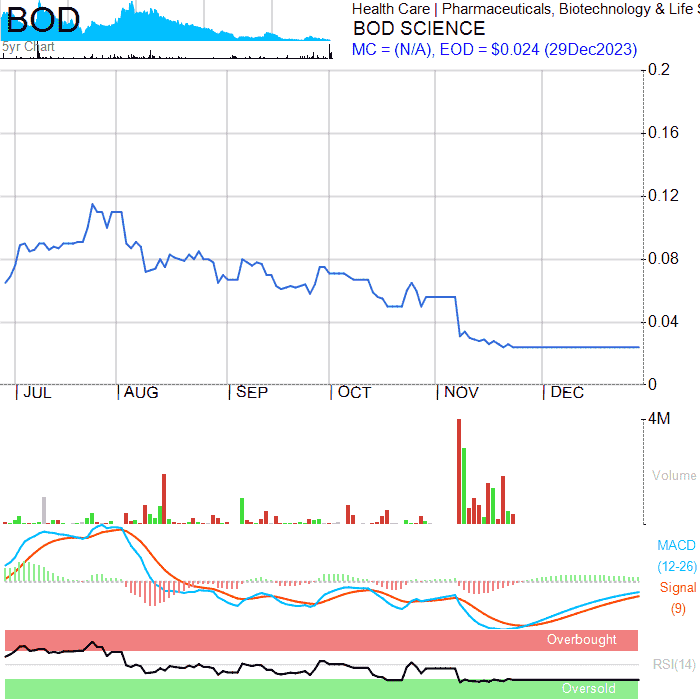 BOD
5yr Chart
Health Care | Pharmaceuticals, Biotechnology & Life
BOD SCIENCE
MC = (N/A), EOD = $0.024 (29Dec2023)
0.2
0.16
0.12
0.08
0.04
0
JUL AUG SEP OCT NOV DEC
4M
Volume
MACD
(12-26)
Signal
(9)
Overbought
RSI(14)
Oversold